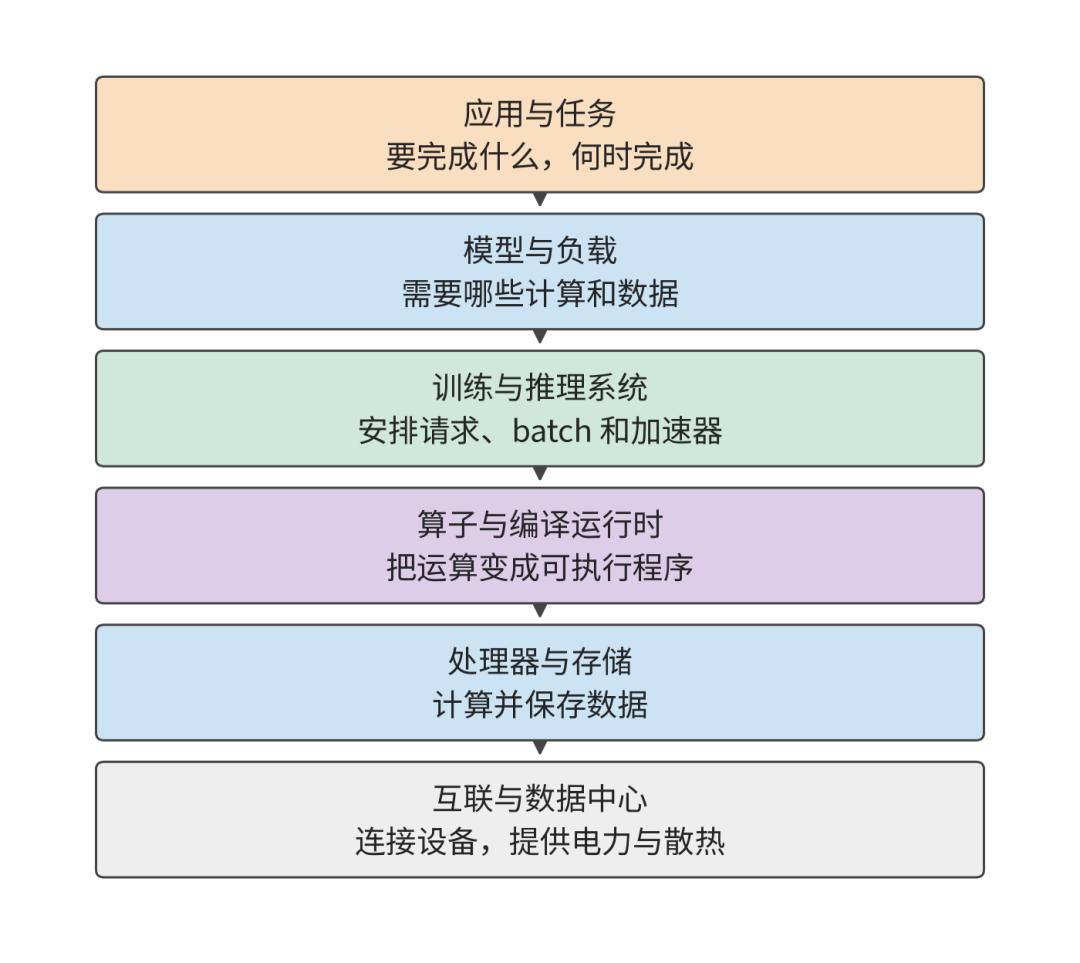 应用与任务
要完成什么，何时完成
模型与负载
需要哪些计算和数据
训练与推理系统
安排请求、batch 和加速器
算子与编译运行时
把运算变成可执行程序
处理器与存储
计算并保存数据
互联与数据中心
连接设备，提供电力与散热